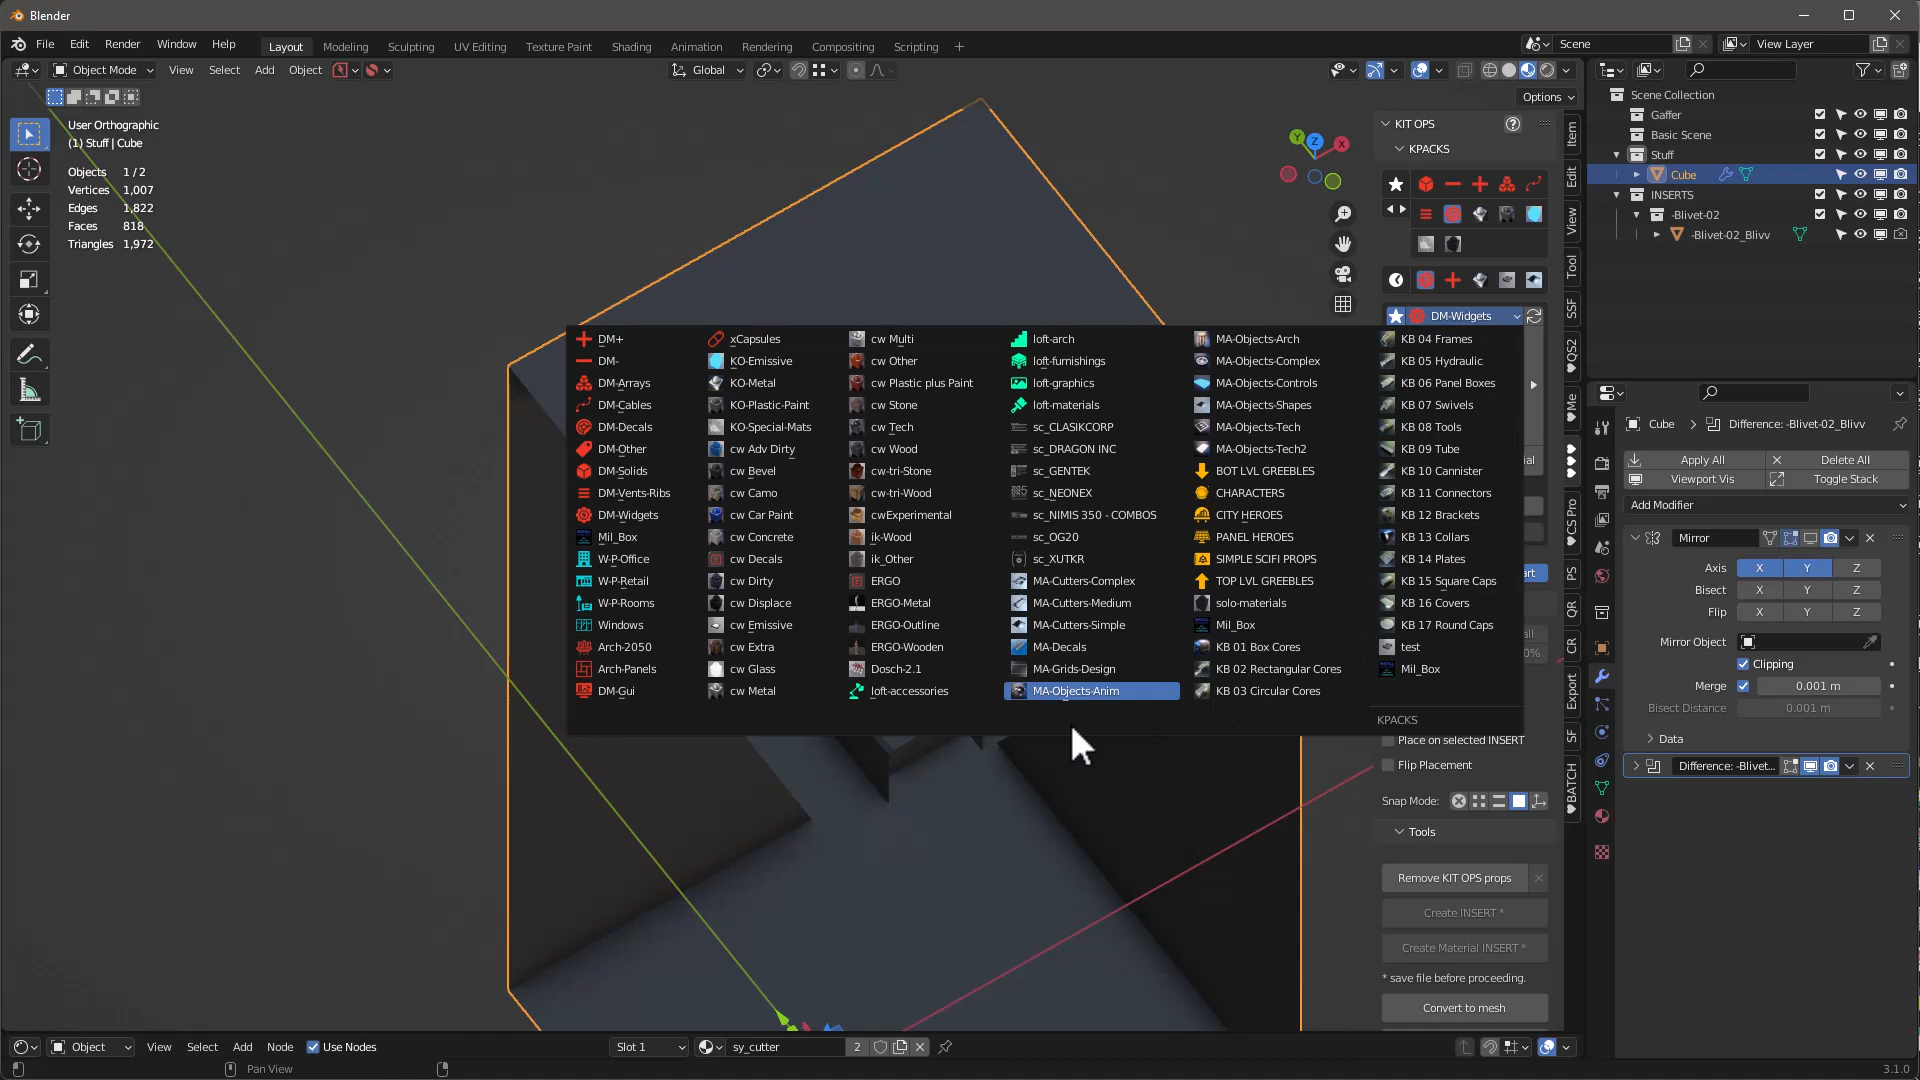 Blender
File Edit Render Window Help Layout Modeling Sculpting UV Editing Texture Paint Shading Animation Rendering Compositing Scripting Scene View Layer
Object Mode View Select Add Object Global
Options
User Orthographic
(1) Stuff | Cube
Objects 1 / 2
Vertices 1,007
Edges 1,822
Faces 818
Triangles 1,972
Y Z X
KIT OPS
KPACKS
DM-Widgets
DM+
DM-
DM-Arrays
DM-Cables
DM-Decals
DM-Other
DM-Solids
DM-Vents-Ribs
DM-Widgets
Mil_Box
W-P-Office
W-P-Retail
W-P-Rooms
Windows
Arch-2050
Arch-Panels
DM-Gui
xCapsules
KO-Emissive
KO-Metal
KO-Plastic-Paint
KO-Special-Mats
cw Adv Dirty
cw Bevel
cw Camo
cw Car Paint
cw Concrete
cw Decals
cw Dirty
cw Displace
cw Emissive
cw Extra
cw Glass
cw Metal
cw Multi
cw Other
cw Plastic plus Paint
cw Stone
cw Tech
cw Wood
cw-tri-Stone
cw-tri-Wood
cwExperimental
ik-Wood
ik_Other
ERGO
ERGO-Metal
ERGO-Outline
ERGO-Wooden
Dosch-2.1
loft-accessories
loft-arch
loft-furnishings
loft-graphics
loft-materials
sc_CLASIKCORP
sc_DRAGON INC
sc_GENTEK
sc_NEONEX
sc_NIMIS 350 - COMBOS
sc_OG20
sc_XUTKR
MA-Cutters-Complex
MA-Cutters-Medium
MA-Cutters-Simple
MA-Decals
MA-Grids-Design
MA-Objects-Anim
MA-Objects-Arch
MA-Objects-Complex
MA-Objects-Controls
MA-Objects-Shapes
MA-Objects-Tech
MA-Objects-Tech2
BOT LVL GREEBLES
CHARACTERS
CITY HEROES
PANEL HEROES
SIMPLE SCIFI PROPS
TOP LVL GREEBLES
solo-materials
Mil_Box
KB 01 Box Cores
KB 02 Rectangular Cores
KB 03 Circular Cores
KB 04 Frames
KB 05 Hydraulic
KB 06 Panel Boxes
KB 07 Swivels
KB 08 Tools
KB 09 Tube
KB 10 Cannister
KB 11 Connectors
KB 12 Brackets
KB 13 Collars
KB 14 Plates
KB 15 Square Caps
KB 16 Covers
KB 17 Round Caps
test
Mil_Box
KPACKS
Place on selected INSERT
Flip Placement
Snap Mode:
Tools
Remove KIT OPS props
Create INSERT *
Create Material INSERT *
* save file before proceeding.
Convert to mesh
Item
Edit
View
Tool
SSF
QS2
Me
CS Pro
PS
QR
CR
Export
SF
BATCH
Scene Collection
Gaffer
Basic Scene
Stuff
Cube
INSERTS
-Blivet-02
-Blivet-02_Blivv
Cube > Difference: -Blivet-02_Blivv
Apply All Delete All
Viewport Vis Toggle Stack
Add Modifier
Mirror
Axis X Y Z
Bisect X Y Z
Flip X Y Z
Mirror Object
Clipping
Merge 0.001 m
Bisect Distance 0.001 m
Data
Difference: -Blivet...
Object View Select Add Node Use Nodes Slot 1 sy_cutter 2
Pan View 3.1.0